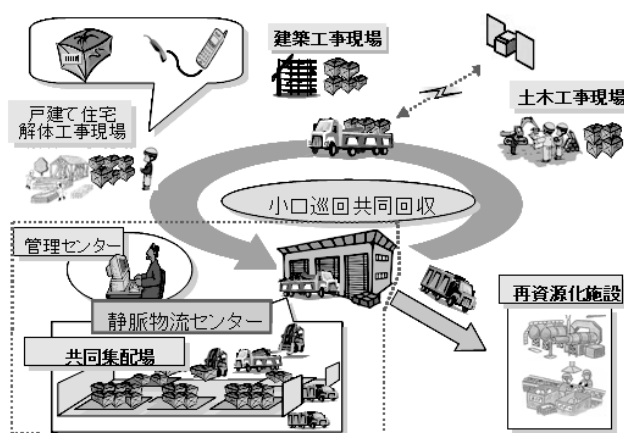 建築工事現場
土木工事現場
戸建て住宅
解体工事現場
小口巡回共同回収
管理センター
静脈物流センター
共同集配場
再資源化施設